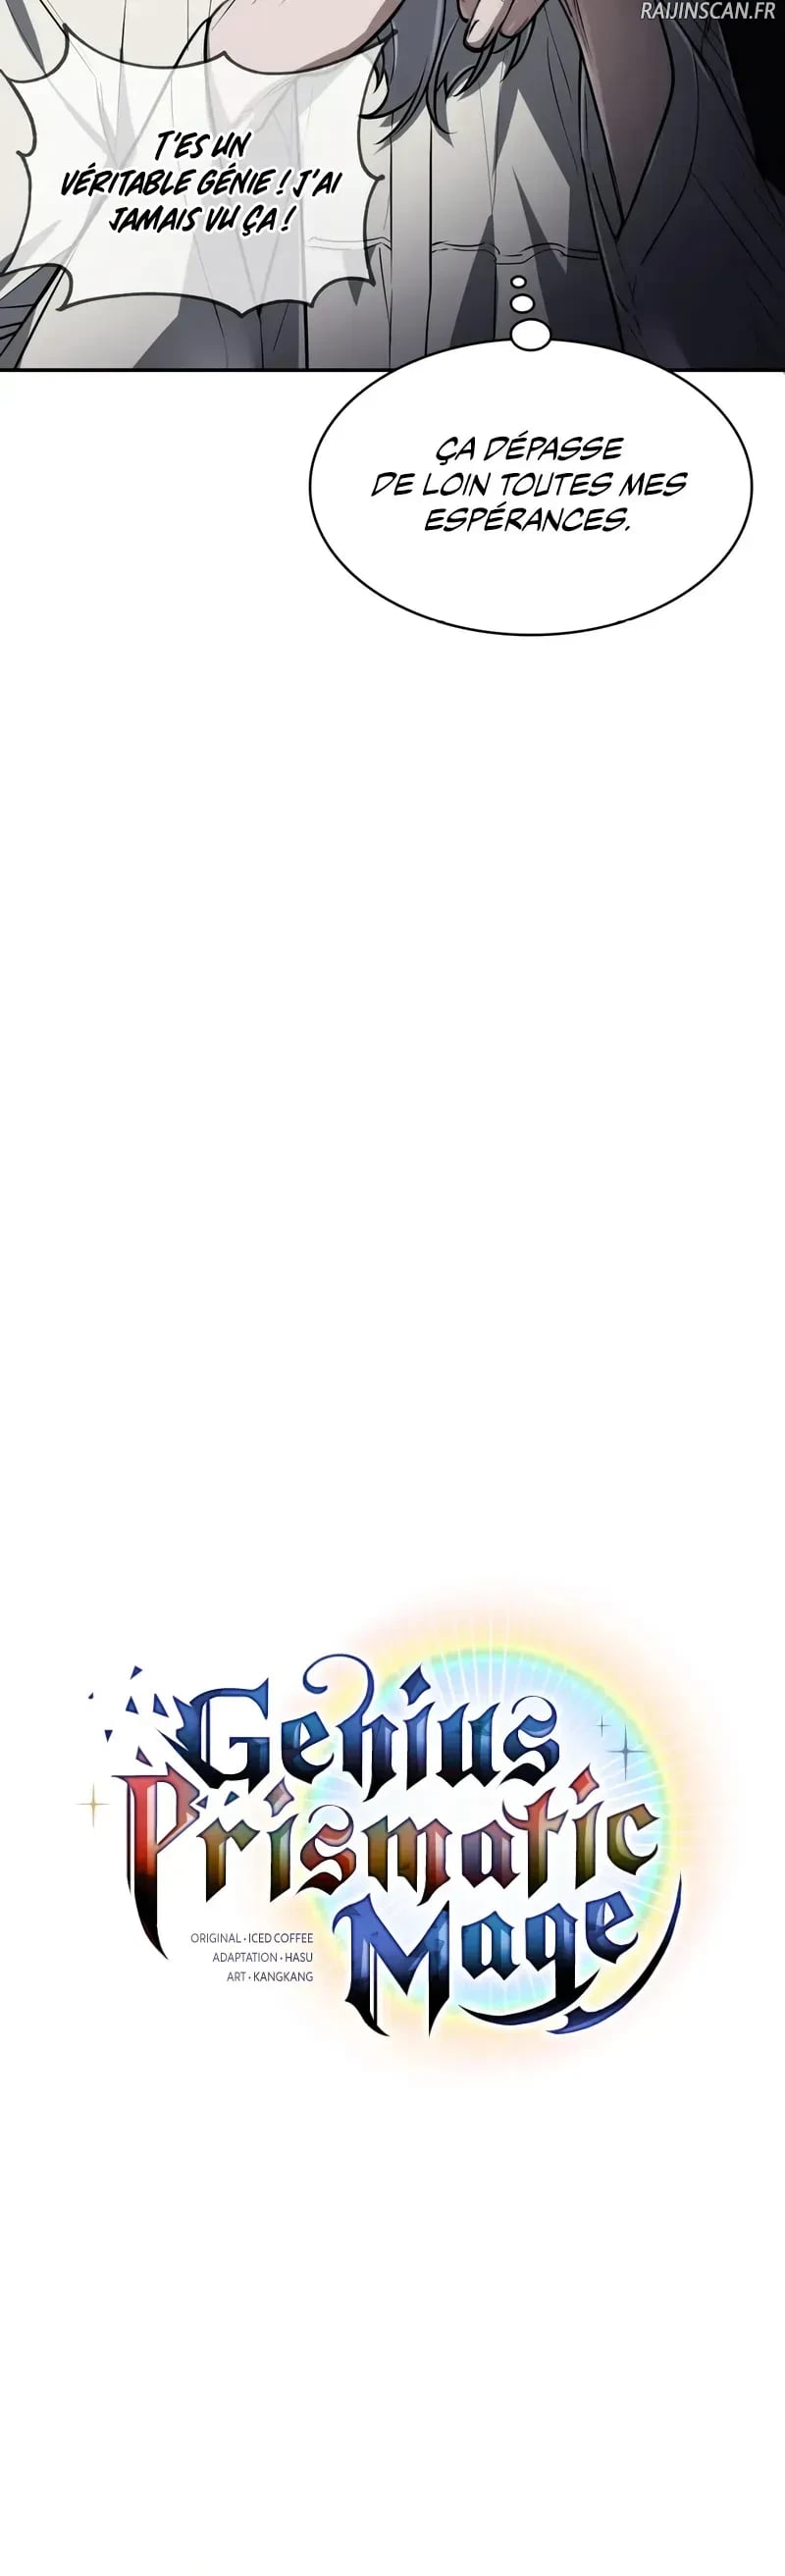 RAIJINSCAN.FR
T'ES UN
VÉRITABLE GÉNIE ! J'AI
JAMAIS VU ÇA !
ÇA DÉPASSE
DE LOIN TOUTES MES
ESPÉRANCES.
Genius
Prismatic
Mage
ORIGINAL · ICED COFFEE
ADAPTATION · HASU
ART · KANGKANG